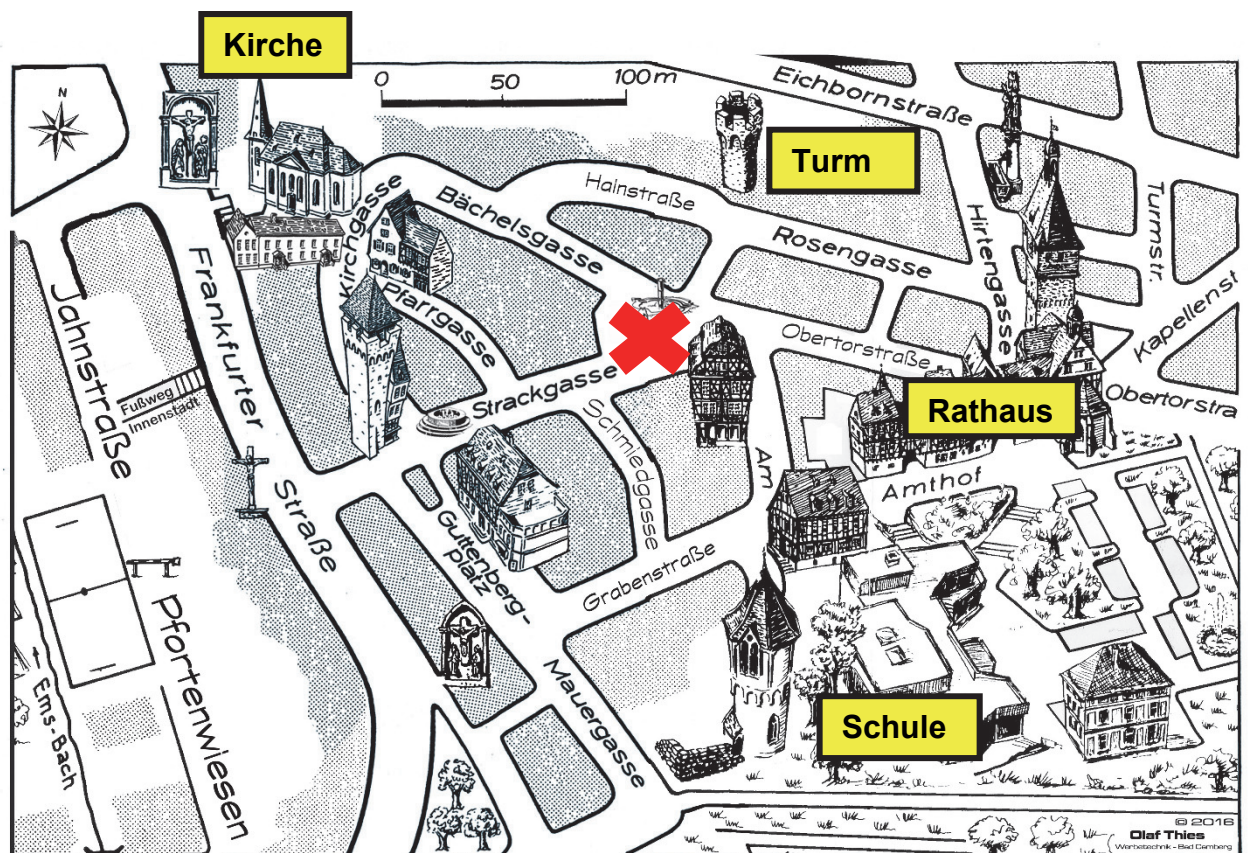 Kirche
N
0 50 100 m
Eichbornstraße
Turm
Hainstraße
Bächelsgasse
Kirchgasse
Rosengasse
Hirtengasse
Turmstr.
Frankfurter
Straße
Jahnstraße
Pfarrgasse
Kapellenst
Obertorstraße
Fußweg
Innenstadt
Strackgasse
Schmiedgasse
Rathaus
Obertorstra
Am
Amthof
Gutenberg-
platz
Grabenstraße
Pfortenwiesen
Ems-Bach
Mauergasse
Schule
© 2016
Olaf Thies
Werbetechnik - Bad Camberg